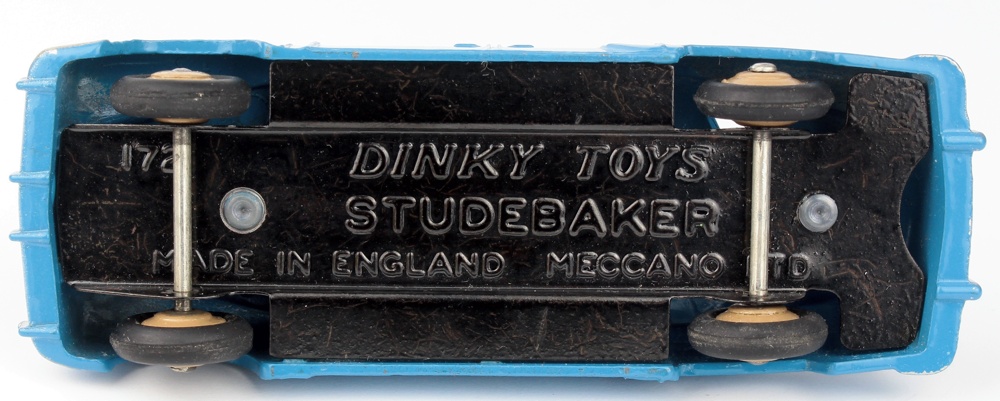 172
DINKY TOYS
STUDEBAKER
MADE IN ENGLAND MECCANO LTD